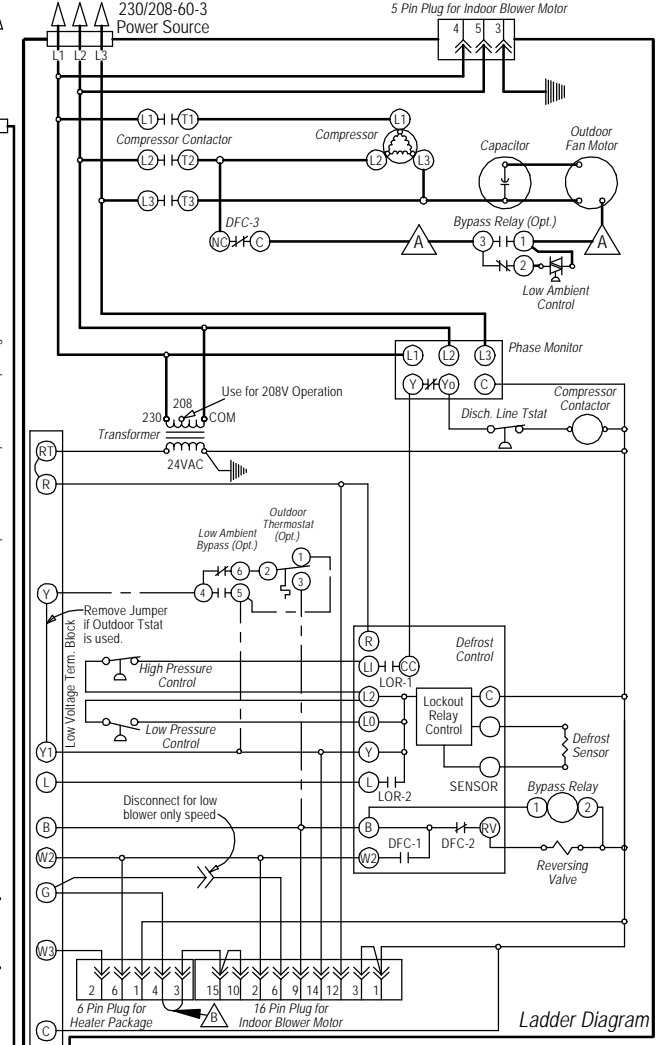 230/208-60-3
Power Source
5 Pin Plug for Indoor Blower Motor
4 5 3
L1 L2 L3
L1 T1 L1
Compressor Contactor
Compressor
Capacitor
Outdoor
Fan Motor
L2 T2 L2 L3
L3 T3
DFC-3
Bypass Relay (Opt.)
NC C A 3 1 A
2
Low Ambient
Control
L1 L2 L3
Phase Monitor
Y Yo C
Use for 208V Operation
208
230 COM
Transformer
24VAC
Disch. Line Tstat
Compressor
Contactor
RT
R
Outdoor
Thermostat
(Opt.)
Low Ambient
Bypass (Opt.)
1
6 2
3
Y 4 5
Remove Jumper
if Outdoor Tstat
is used.
Low Voltage Term. Block
R
Defrost
Control
High Pressure
Control
LI CC
LOR-1
L2
Lockout
Relay
Control
C
L0
Low Pressure
Control
Defrost
Sensor
Y1 Y
SENSOR
L L
LOR-2
Disconnect for low
blower only speed
Bypass Relay
1 2
B B RV
DFC-1 DFC-2
W2 W2
Reversing
Valve
G
W3
2 6 1 4 3 15 10 2 6 9 14 12 3 1
6 Pin Plug for
Heater Package
B
16 Pin Plug for
Indoor Blower Motor
Ladder Diagram
C